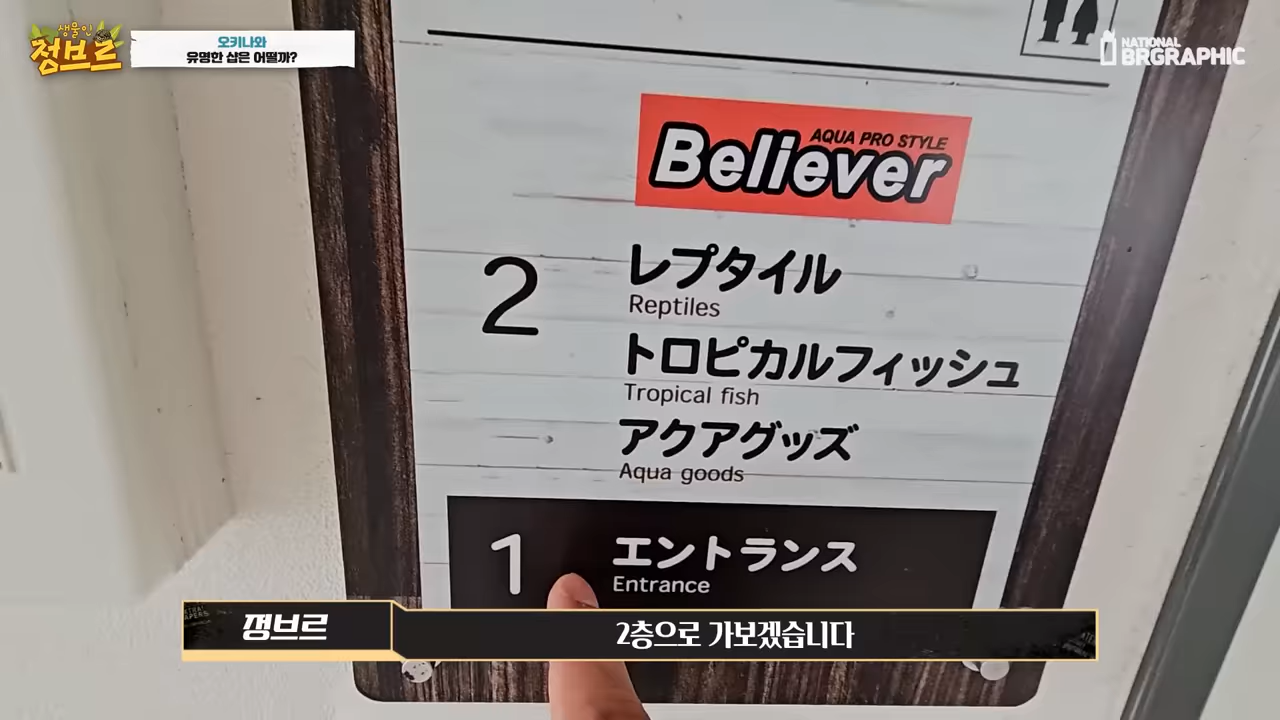 생물인
정브르
오키나와
유명한 샵은 어떨까?
NATIONAL
BRGRAPHIC
AQUA PRO STYLE
Believer
2
レプタイル
Reptiles
トロピカルフィッシュ
Tropical fish
アクアグッズ
Aqua goods
1
エントランス
Entrance
정브르
2층으로 가보겠습니다